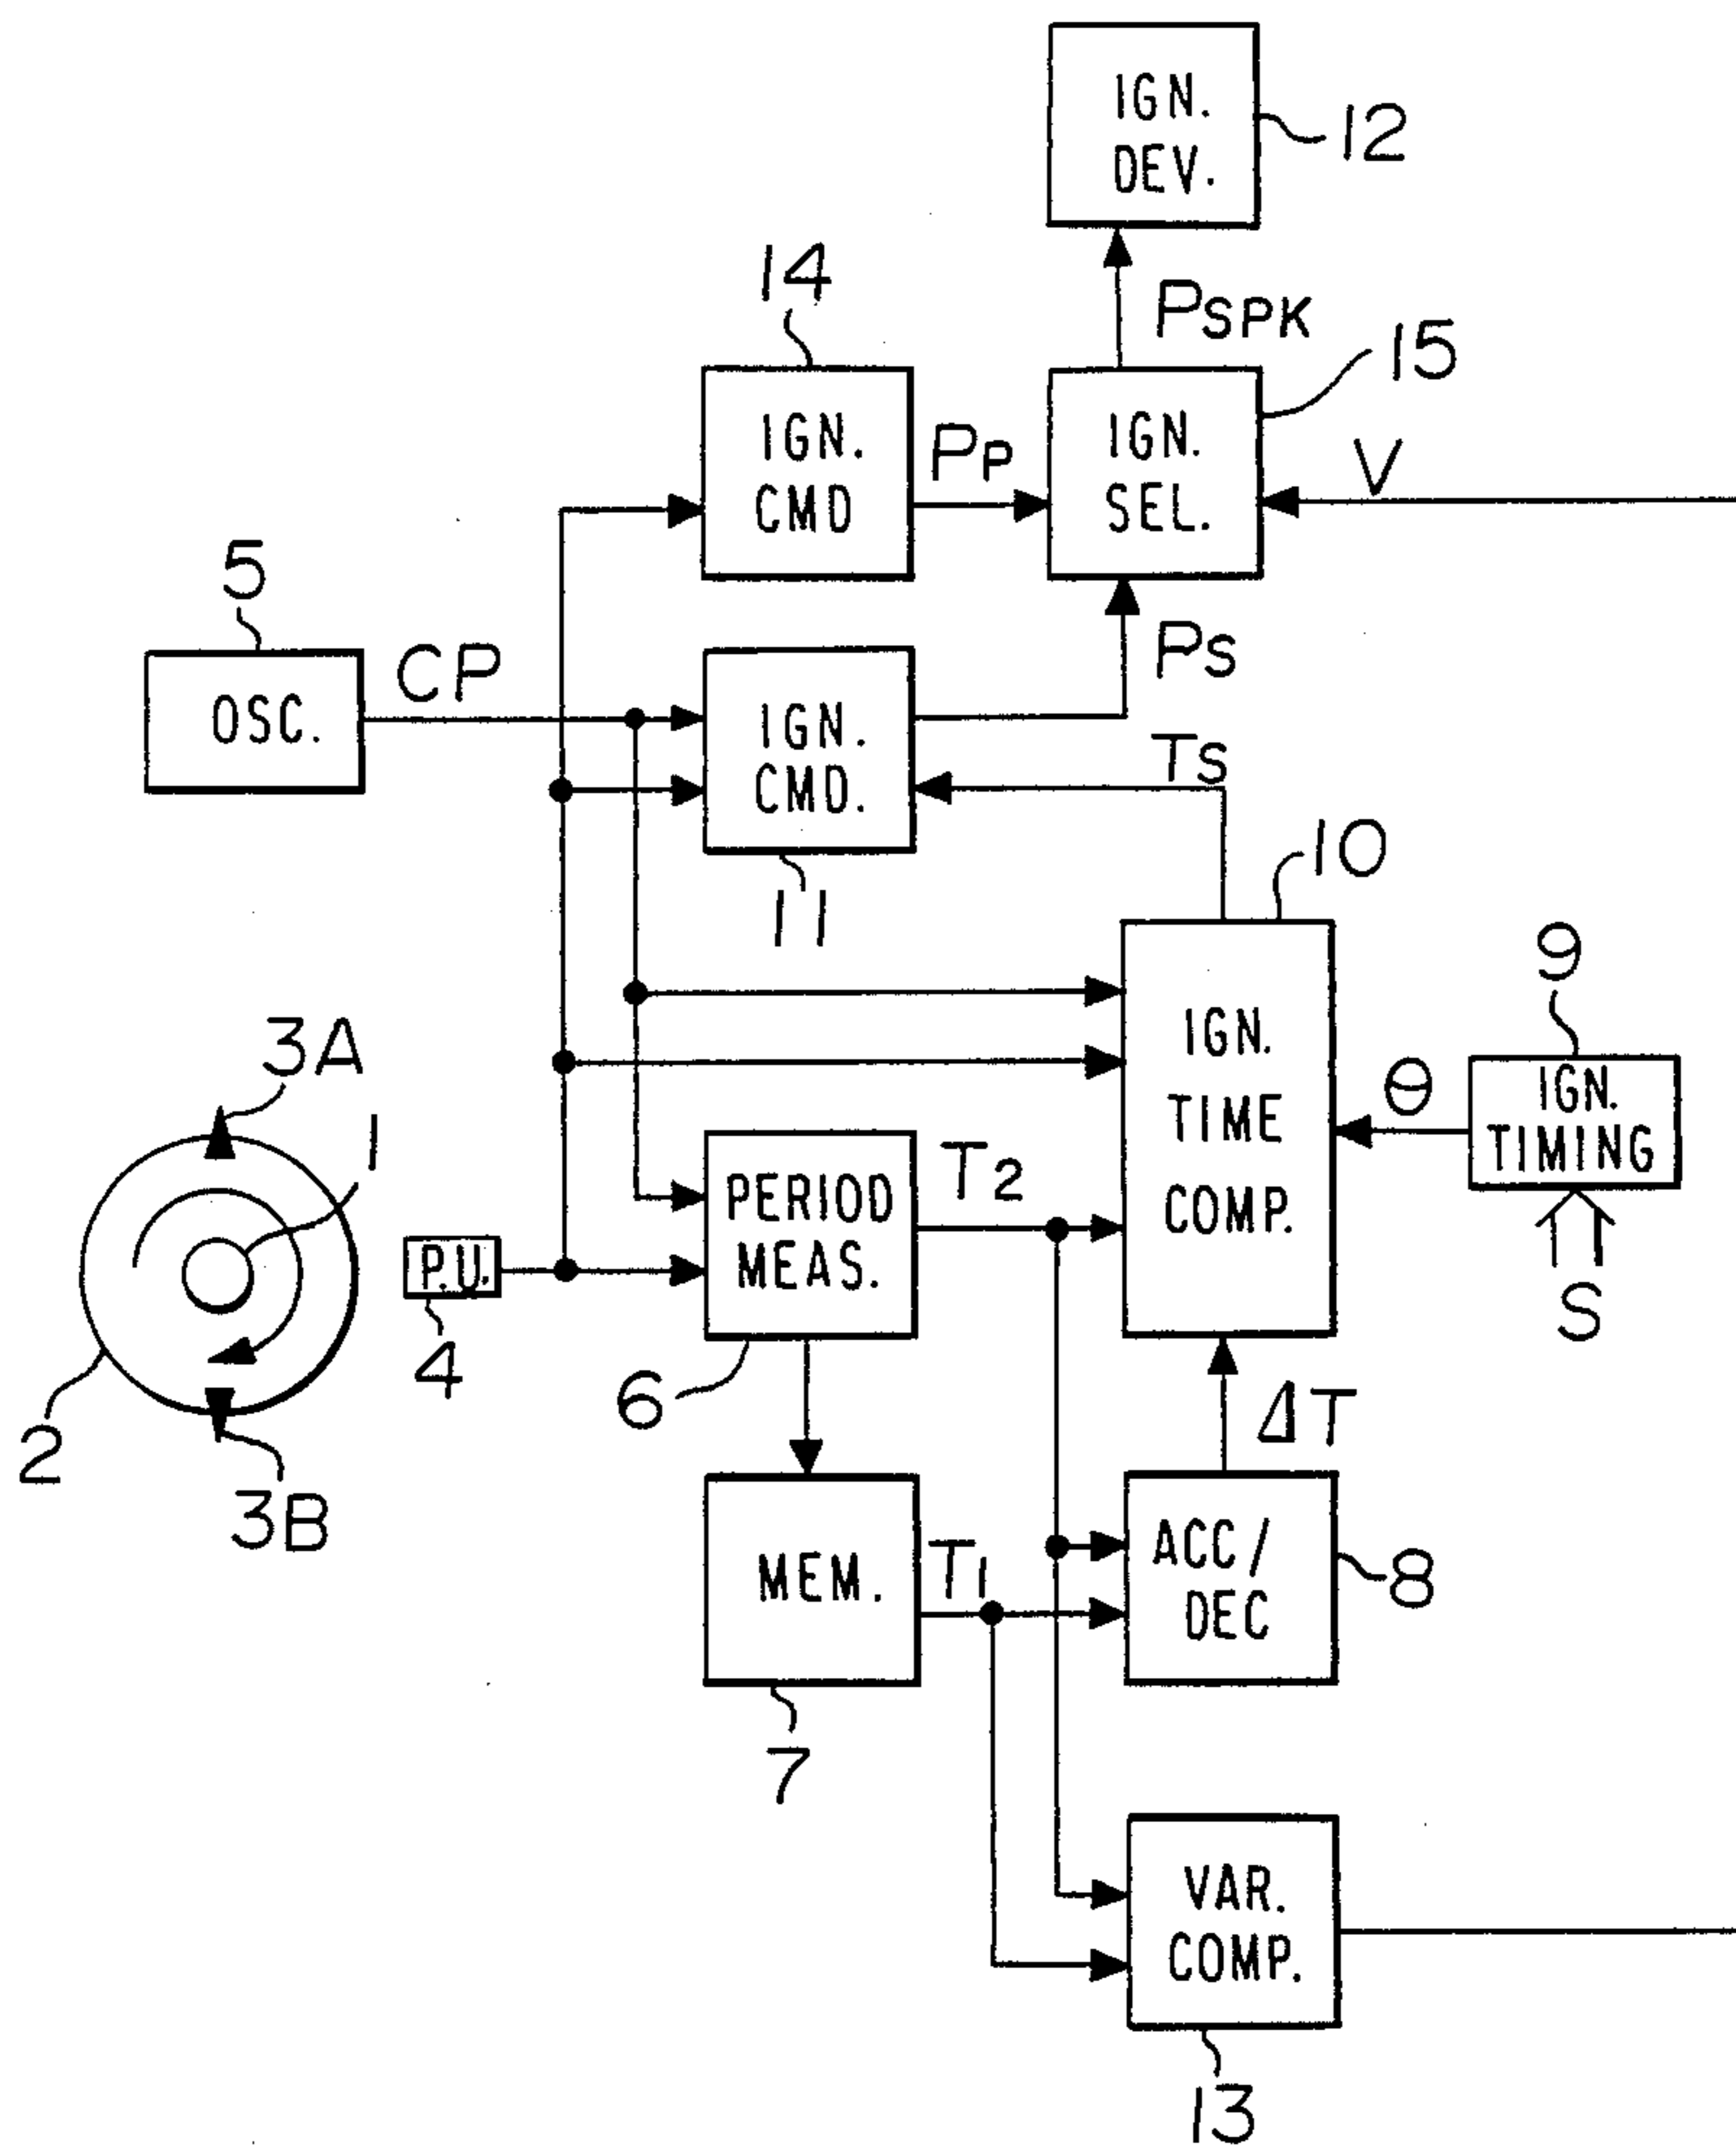 IGN.
DEV.
12
14
PSPK
15
IGN.
CMD
PP
IGN.
SEL.
V
5
OSC.
CP
IGN.
CMD.
PS
TS
11
10
9
3A
1
IGN.
TIME
COMP.
θ
IGN.
TIMING
S
P.U.
4
PERIOD
MEAS.
T2
6
2
3B
ΔT
MEM.
T1
ACC/
DEC
8
7
VAR.
COMP.
13